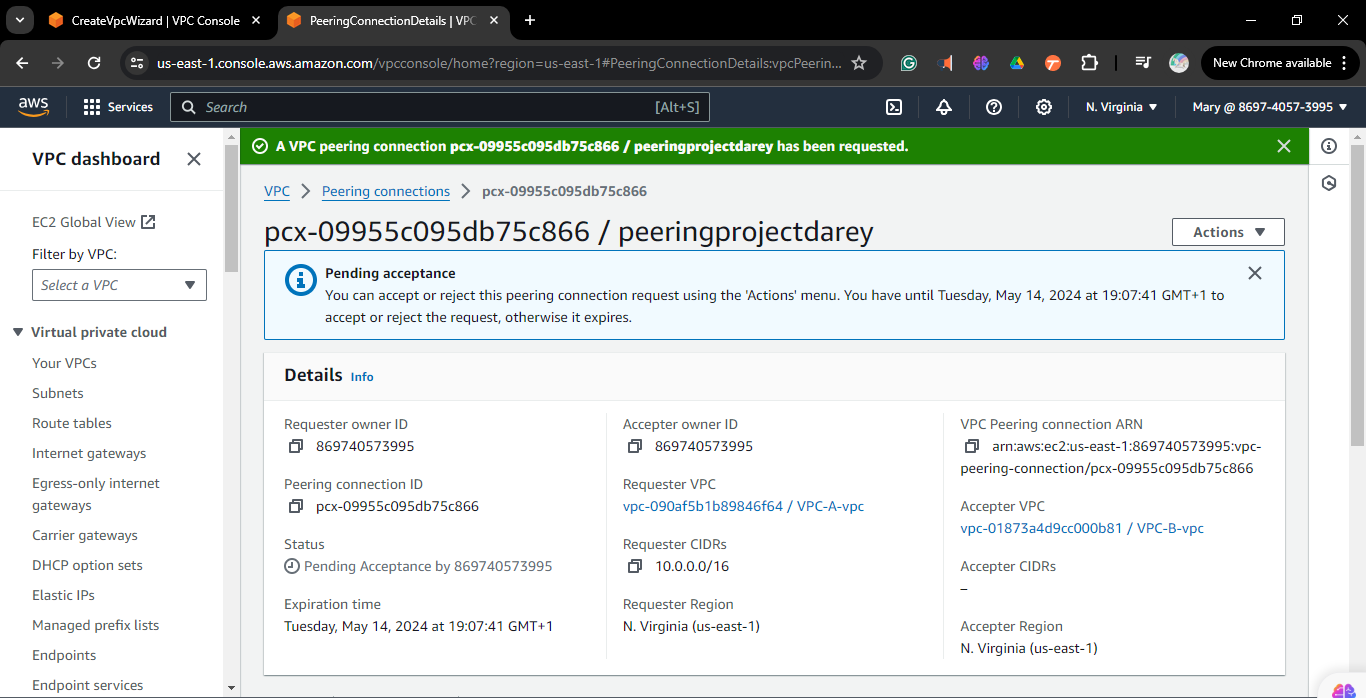 CreateVpcWizard | VPC Console
PeeringConnectionDetails | VPC
us-east-1.console.aws.amazon.com/vpcconsole/home?region=us-east-1#PeeringConnectionDetails:vpcPeerin...
New Chrome available
aws
Services
Search
[Alt+S]
N. Virginia
Mary @ 8697-4057-3995
VPC dashboard
EC2 Global View
Filter by VPC:
Select a VPC
Virtual private cloud
Your VPCs
Subnets
Route tables
Internet gateways
Egress-only internet
gateways
Carrier gateways
DHCP option sets
Elastic IPs
Managed prefix lists
Endpoints
Endpoint services
A VPC peering connection pcx-09955c095db75c866 / peeringprojectdarey has been requested.
VPC
Peering connections
pcx-09955c095db75c866
pcx-09955c095db75c866 / peeringprojectdarey
Actions
Pending acceptance
You can accept or reject this peering connection request using the 'Actions' menu. You have until Tuesday, May 14, 2024 at 19:07:41 GMT+1 to
accept or reject the request, otherwise it expires.
Details Info
Requester owner ID
869740573995
Peering connection ID
pcx-09955c095db75c866
Status
Pending Acceptance by 869740573995
Expiration time
Tuesday, May 14, 2024 at 19:07:41 GMT+1
Accepter owner ID
869740573995
Requester VPC
vpc-090af5b1b89846f64 / VPC-A-vpc
Requester CIDRs
10.0.0.0/16
Requester Region
N. Virginia (us-east-1)
VPC Peering connection ARN
arn:aws:ec2:us-east-1:869740573995:vpc-
peering-connection/pcx-09955c095db75c866
Accepter VPC
vpc-01873a4d9cc000b81 / VPC-B-vpc
Accepter CIDRs
–
Accepter Region
N. Virginia (us-east-1)